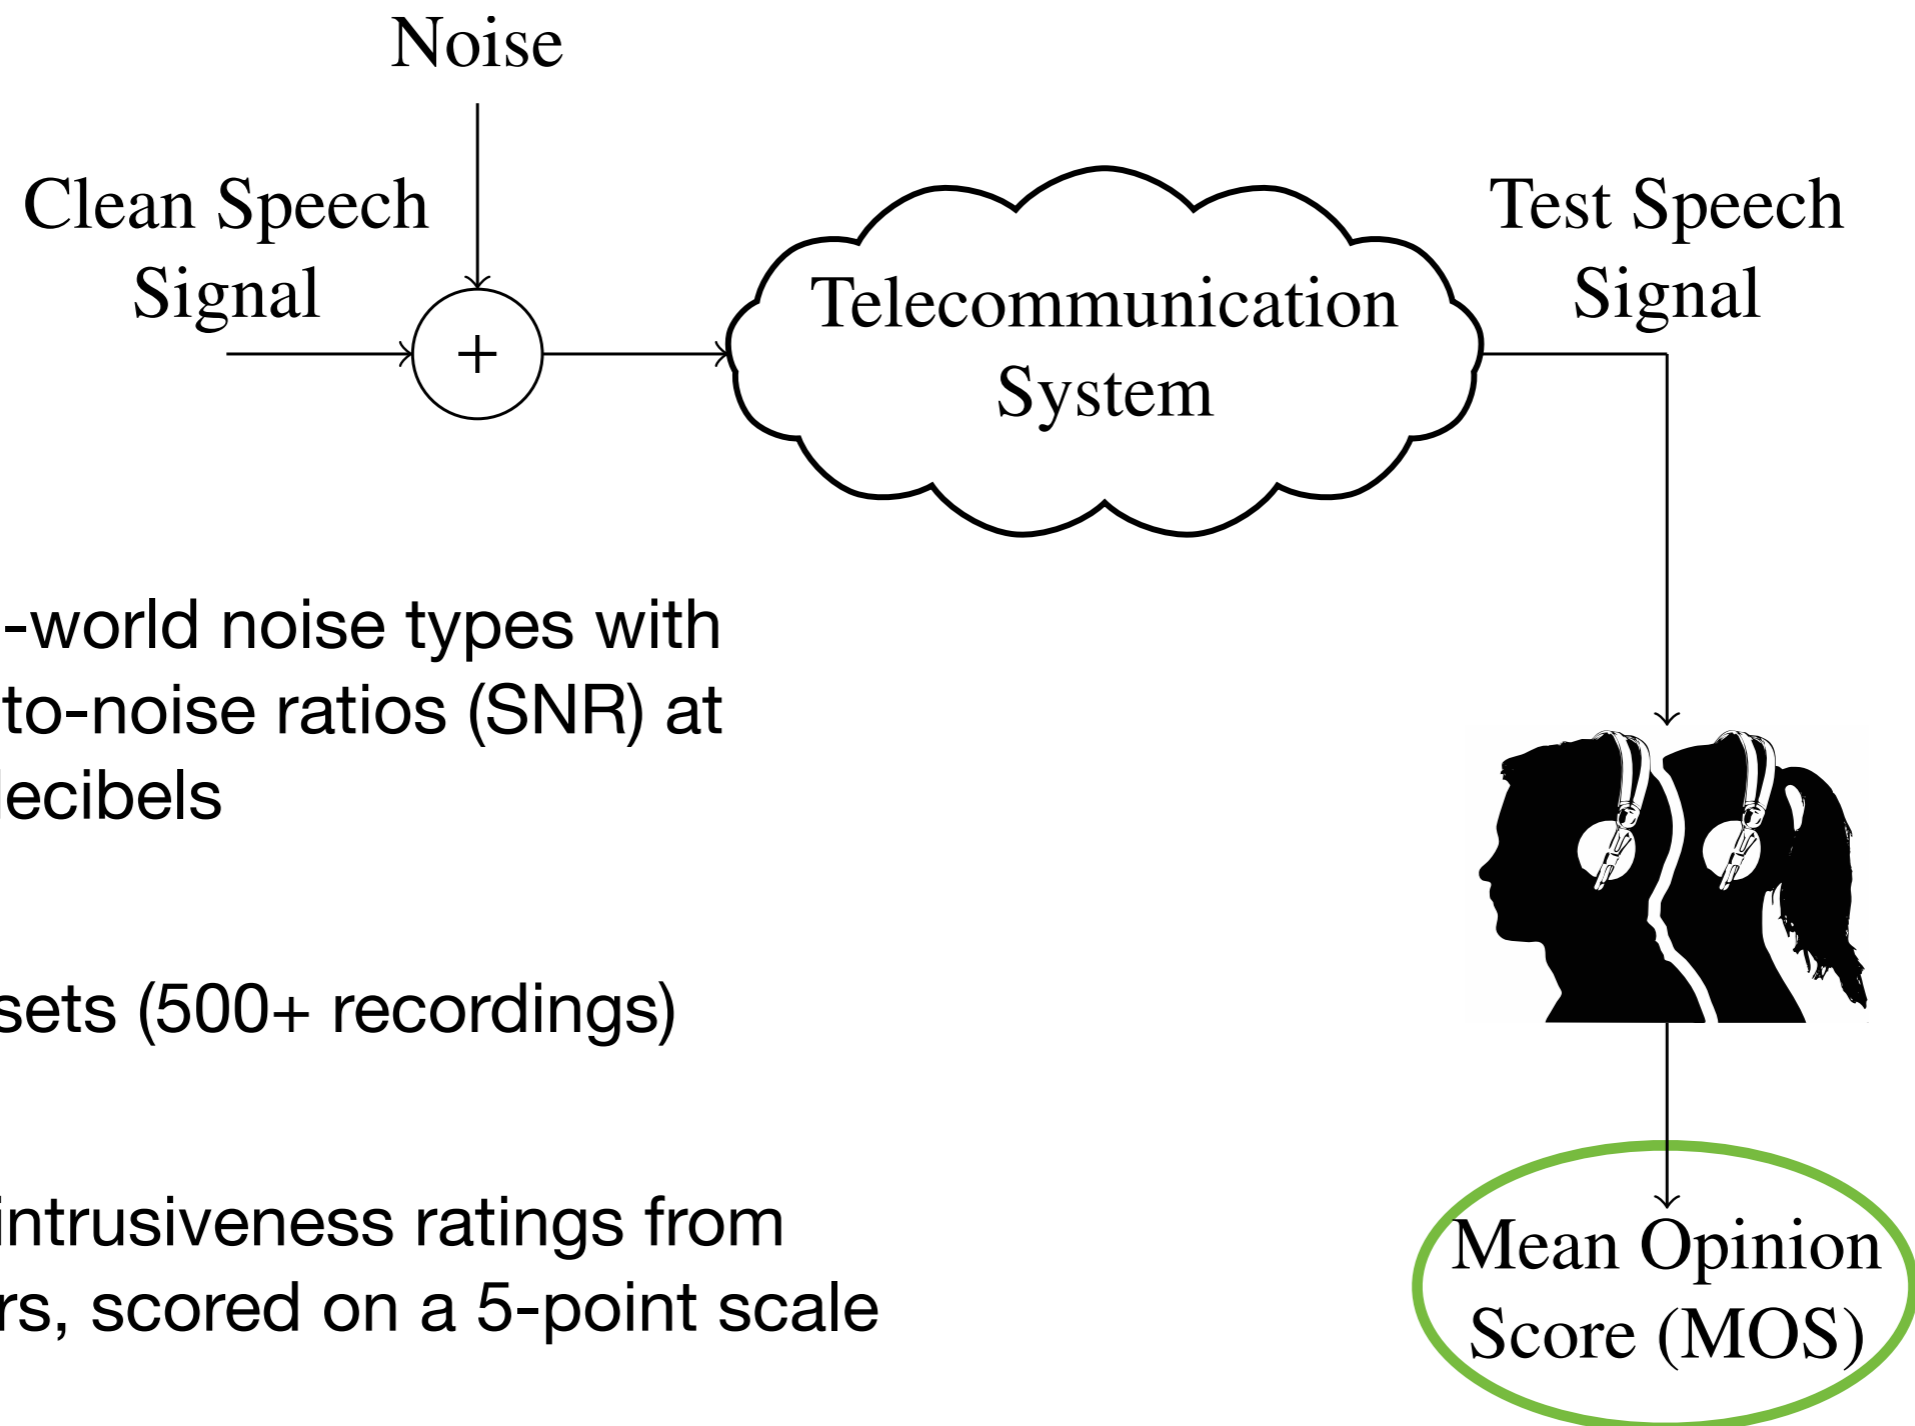 Noise
Clean Speech
Signal
+
Telecommunication
System
Test Speech
Signal
-world noise types with
to-noise ratios (SNR) at
decibels
sets (500+ recordings)
intrusiveness ratings from
rs, scored on a 5-point scale
Mean Opinion
Score (MOS)